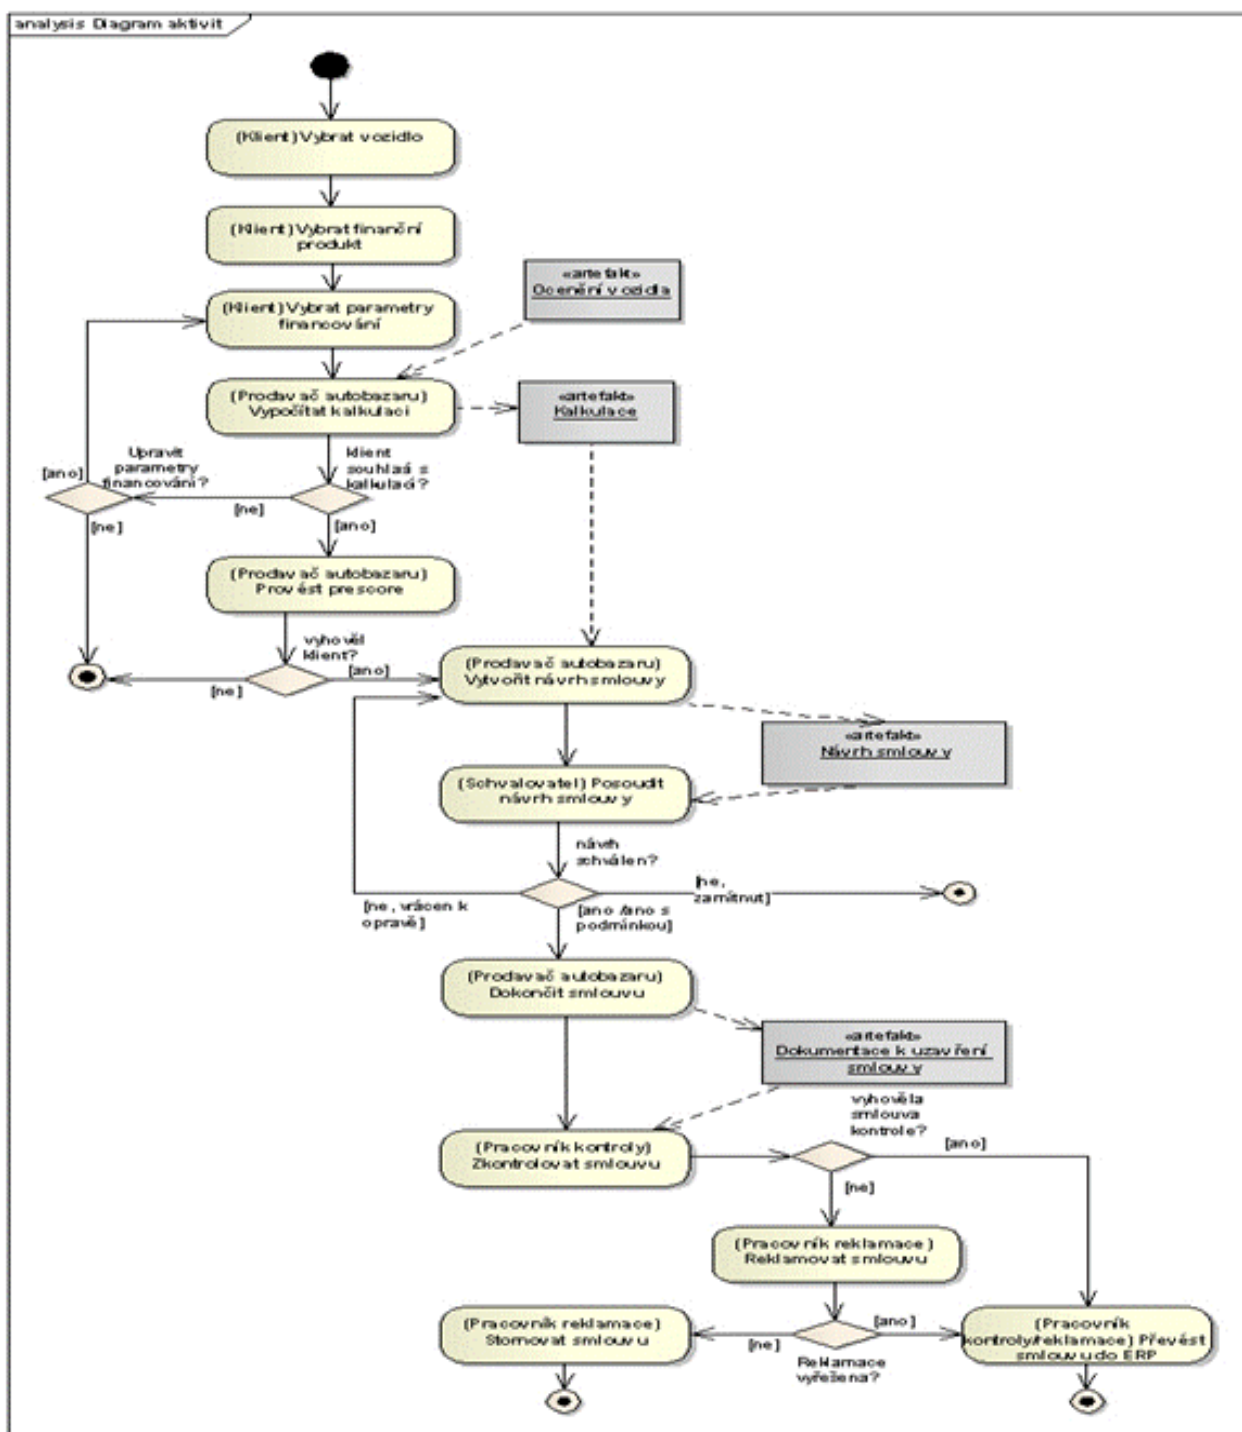 analysis Diagram aktivit
(Klient) Vybrat vozidlo
(Klient) Vybrat finanční
produkt
«artefakt»
Ocenění vozidla
(Klient) Vybrat parametry
financování
(Prodavač autobazaru)
Vypočítat kalkulaci
«artefakt»
Kalkulace
Upravit
parametry
financování?
klient
souhlasí s
kalkulací?
[ano]
[ne]
[ne]
[ano]
(Prodavač autobazaru)
Provést prescore
vyhověl
klient?
[ne]
[ano]
(Prodavač autobazaru)
Vytvořit návrh smlouvy
«artefakt»
Návrh smlouvy
(Schvalovatel) Posoudit
návrh smlouvy
návrh
schválen?
[ne, vrácen k
opravě]
[ano /ano s
podmínkou]
[ne,
zamítnut]
(Prodavač autobazaru)
Dokončit smlouvu
«artefakt»
Dokumentace k uzavření
smlouvy
vyhověla
smlouva
kontrole?
(Pracovník kontroly)
Zkontrolovat smlouvu
[ano]
[ne]
(Pracovník reklamace)
Reklamovat smlouvu
(Pracovník reklamace)
Stornovat smlouvu
[ne]
[ano]
Reklamace
vyřešena?
(Pracovník
kontroly/reklamace) Převést
smlouvu do ERP